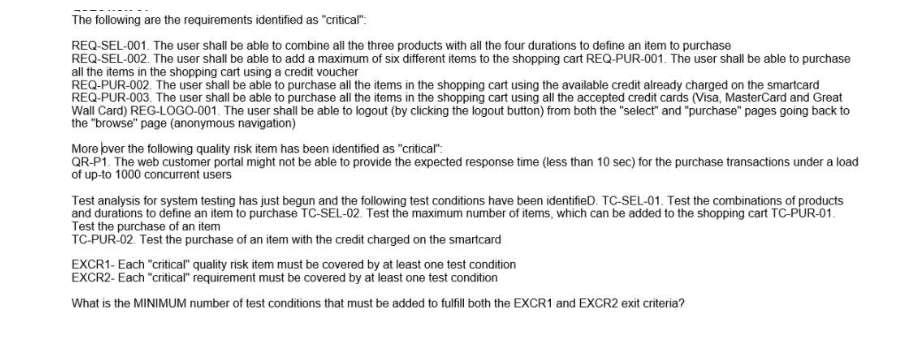 The following are the requirements identified as "critical":
REQ-SEL-001. The user shall be able to combine all the three products with all the four durations to define an item to purchase
REQ-SEL-002. The user shall be able to add a maximum of six different items to the shopping cart REQ-PUR-001. The user shall be able to purchase
all the items in the shopping cart using a credit voucher
REQ-PUR-002. The user shall be able to purchase all the items in the shopping cart using the available credit already charged on the smartcard
REQ-PUR-003. The user shall be able to purchase all the items in the shopping cart using all the accepted credit cards (Visa, MasterCard and Great
Wall Card) REG-LOGO-001. The user shall be able to logout (by clicking the logout button) from both the "select" and "purchase" pages going back to
the "browse" page (anonymous navigation)
More over the following quality risk item has been identified as "critical":
QR-P1. The web customer portal might not be able to provide the expected response time (less than 10 sec) for the purchase transactions under a load
of up-to 1000 concurrent users
Test analysis for system testing has just begun and the following test conditions have been identifieD. TC-SEL-01. Test the combinations of products
and durations to define an item to purchase TC-SEL-02. Test the maximum number of items, which can be added to the shopping cart TC-PUR-01.
Test the purchase of an item
TC-PUR-02. Test the purchase of an item with the credit charged on the smartcard
EXCR1- Each "critical" quality risk item must be covered by at least one test condition
EXCR2- Each "critical" requirement must be covered by at least one test condition
What is the MINIMUM number of test conditions that must be added to fulfill both the EXCR1 and EXCR2 exit criteria?